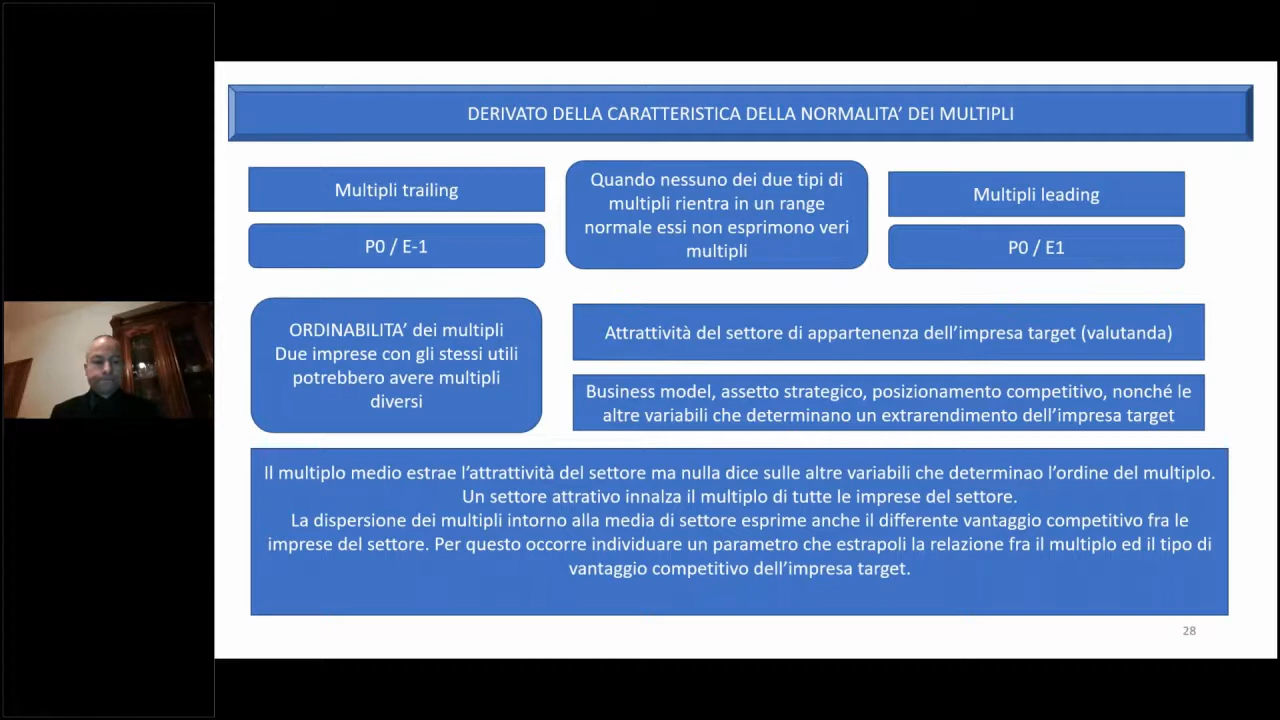 DERIVATO DELLA CARATTERISTICA DELLA NORMALITA’ DEI MULTIPLI
Multipli trailing
P0 / E-1
Quando nessuno dei due tipi di
multipli rientra in un range
normale essi non esprimono veri
multipli
Multipli leading
P0 / E1
ORDINABILITA’ dei multipli
Due imprese con gli stessi utili
potrebbero avere multipli
diversi
Attrattività del settore di appartenenza dell’impresa target (valutanda)
Business model, assetto strategico, posizionamento competitivo, nonché le
altre variabili che determinano un extrarendimento dell’impresa target
Il multiplo medio estrae l’attrattività del settore ma nulla dice sulle altre variabili che determinao l’ordine del multiplo.
Un settore attrativo innalza il multiplo di tutte le imprese del settore.
La dispersione dei multipli intorno alla media di settore esprime anche il differente vantaggio competitivo fra le
imprese del settore. Per questo occorre individuare un parametro che estrapoli la relazione fra il multiplo ed il tipo di
vantaggio competitivo dell’impresa target.
28